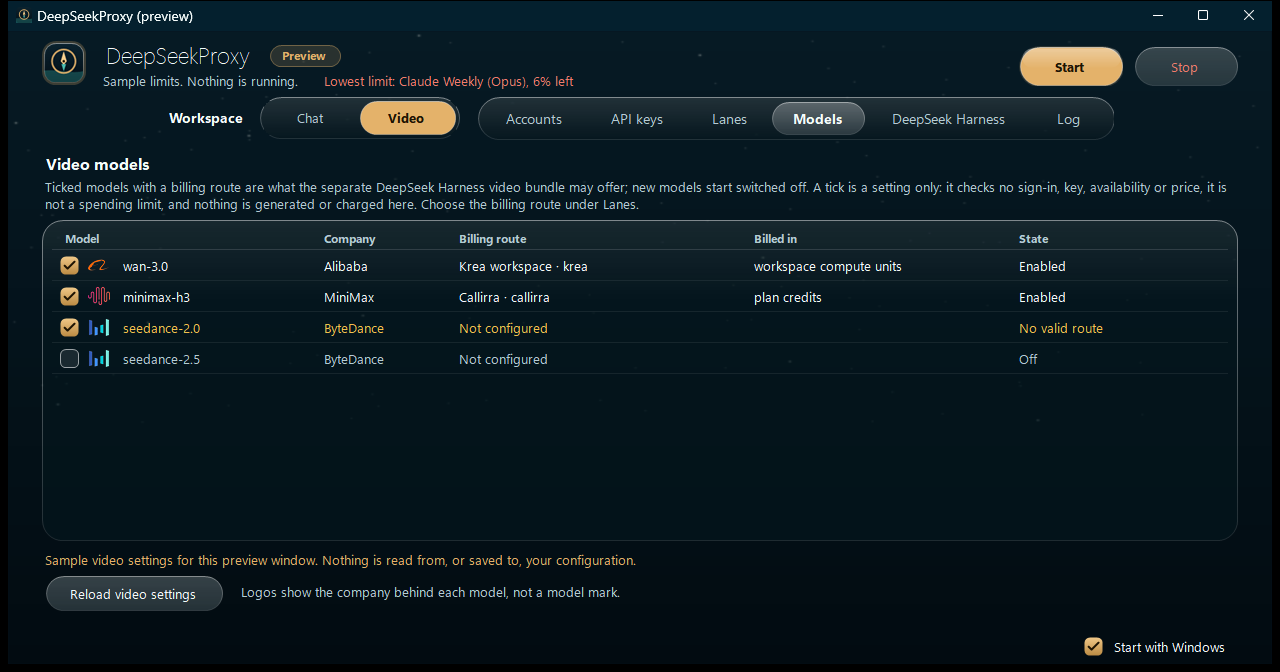 DeepSeekProxy (preview)
DeepSeekProxy
Preview
Start
Stop
Sample limits. Nothing is running.
Lowest limit: Claude Weekly (Opus), 6% left
Workspace
Chat
Video
Accounts
API keys
Lanes
Models
DeepSeek Harness
Log
Video models
Ticked models with a billing route are what the separate DeepSeek Harness video bundle may offer; new models start switched off. A tick is a setting only: it checks no sign-in, key, availability or price, it is
not a spending limit, and nothing is generated or charged here. Choose the billing route under Lanes.
Model Company Billing route Billed in State
wan-3.0 Alibaba Krea workspace · krea workspace compute units Enabled
minimax-h3 MiniMax Callirra · callirra plan credits Enabled
seedance-2.0 ByteDance Not configured No valid route
seedance-2.5 ByteDance Not configured Off
Sample video settings for this preview window. Nothing is read from, or saved to, your configuration.
Reload video settings
Logos show the company behind each model, not a model mark.
Start with Windows